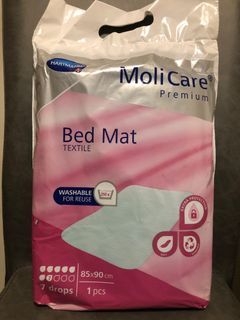 HARTMANN
MoliCare®
Premium
Bed Mat
TEXTILE
WASHABLE
FOR REUSE
85x90 cm
7 drops
1 pcs